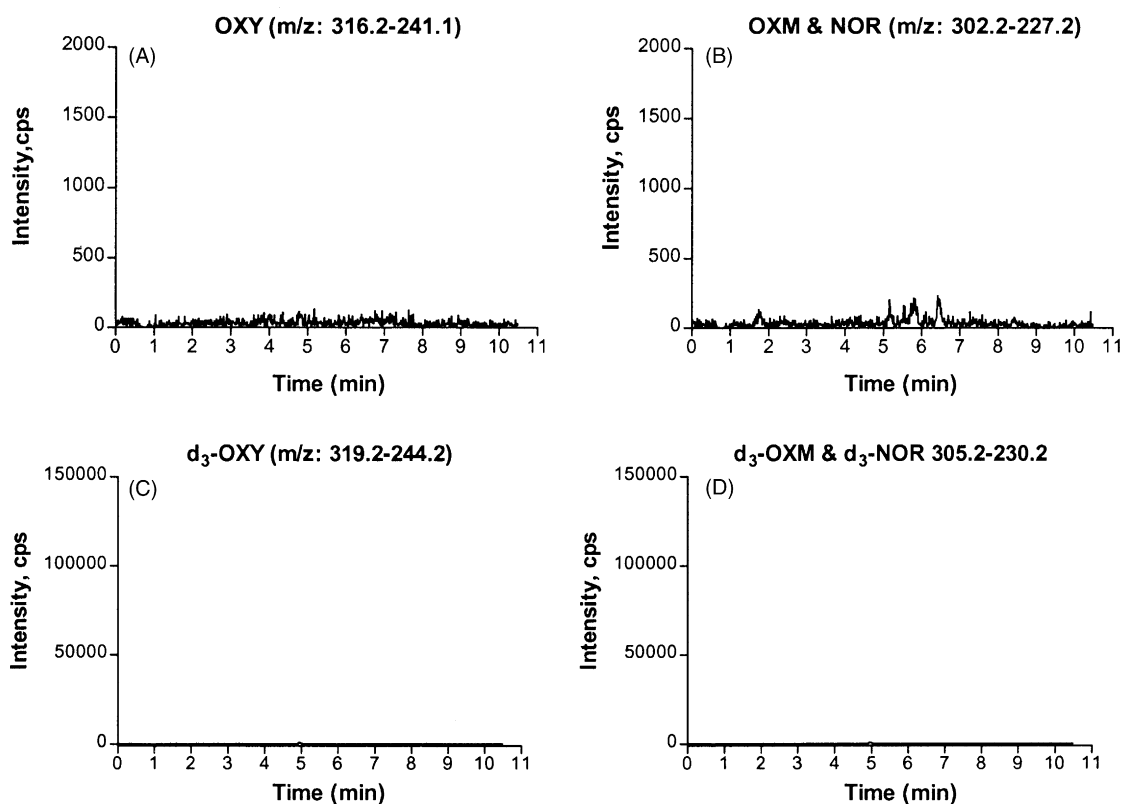 OXY (m/z: 316.2-241.1)
(A)
2000
1500
1000
500
0
Intensity,cps
0 1 2 3 4 5 6 7 8 9 10 11
Time (min)
OXM & NOR (m/z: 302.2-227.2)
(B)
2000
1500
1000
500
0
Intensity, cps
0 1 2 3 4 5 6 7 8 9 10 11
Time (min)
d3-OXY (m/z: 319.2-244.2)
(C)
150000
100000
50000
0
Intensity, cps
0 1 2 3 4 5 6 7 8 9 10 11
Time (min)
d3-OXM & d3-NOR 305.2-230.2
(D)
150000
100000
50000
0
Intensity, cps
0 1 2 3 4 5 6 7 8 9 10 11
Time (min)